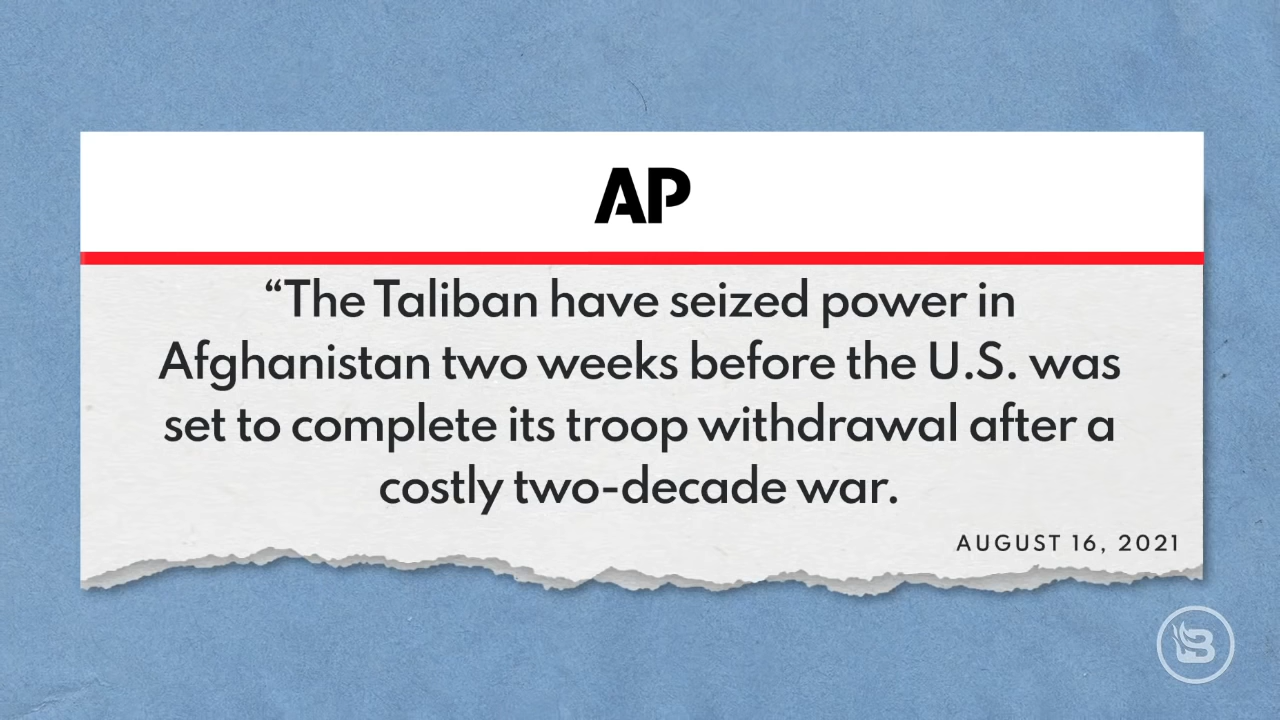 AP
“The Taliban have seized power in
Afghanistan two weeks before the U.S. was
set to complete its troop withdrawal after a
costly two-decade war.
AUGUST 16, 2021
B